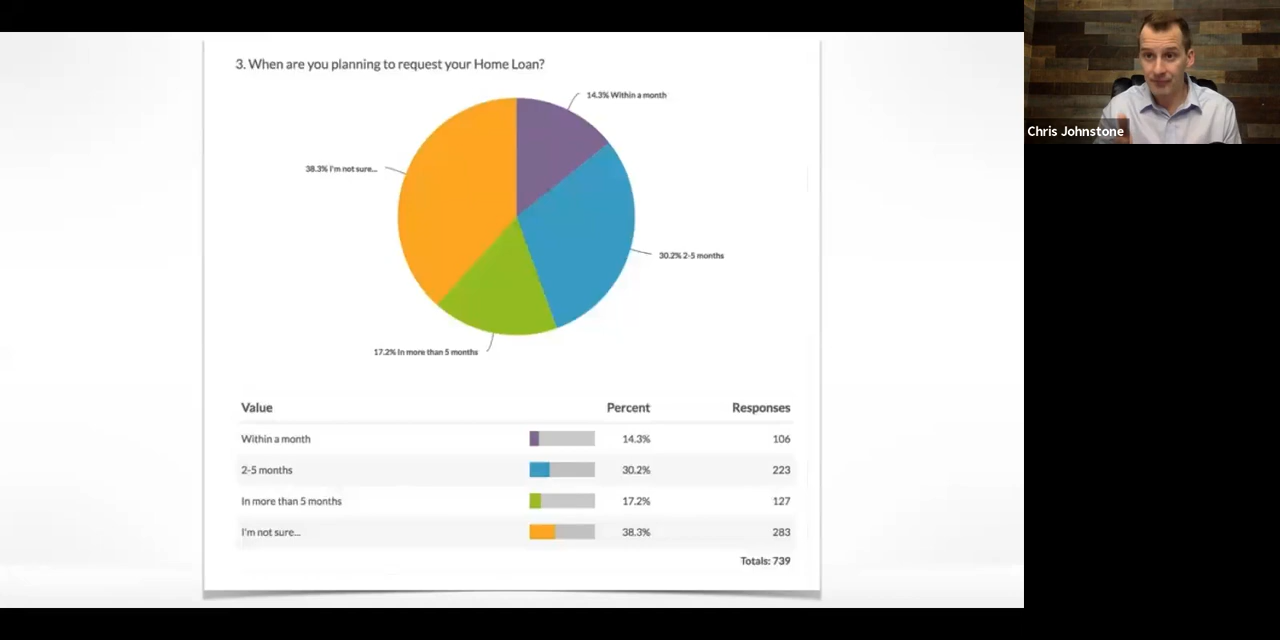 3. When are you planning to request your Home Loan?
14.3% Within a month
38.3% I'm not sure...
30.2% 2-5 months
17.2% In more than 5 months
Value Percent Responses
Within a month 14.3% 106
2-5 months 30.2% 223
In more than 5 months 17.2% 127
I'm not sure... 38.3% 283
Totals: 739
Chris Johnstone